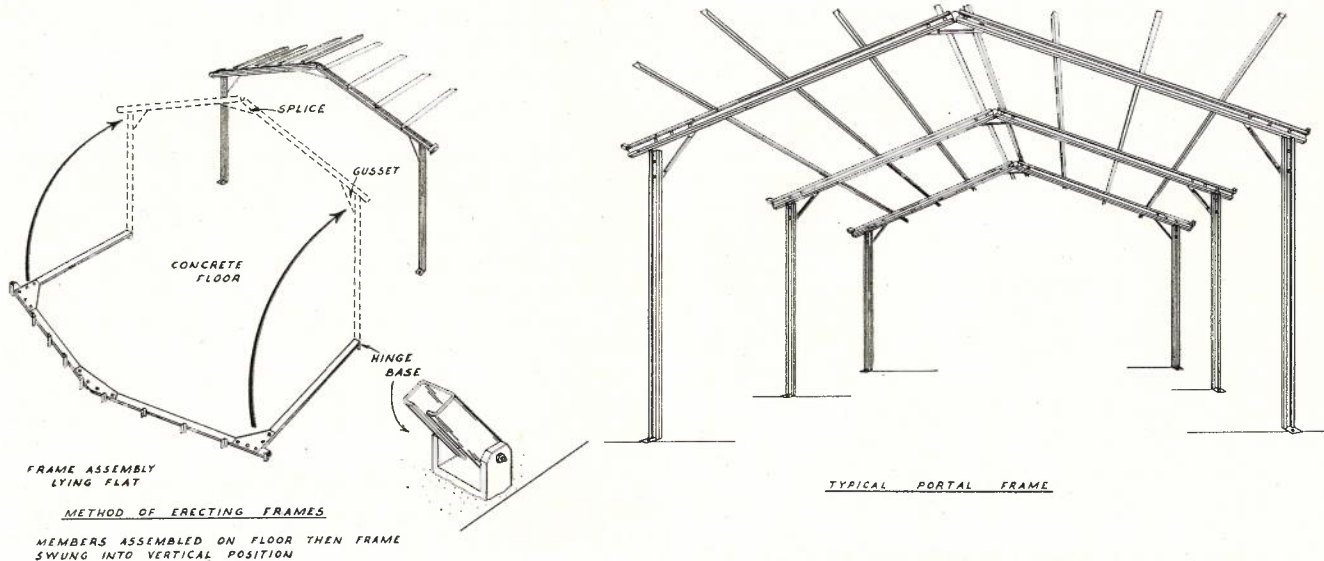 SPLICE
GUSSET
CONCRETE
FLOOR
HINGE
BASE
FRAME ASSEMBLY
LYING FLAT
METHOD OF ERECTING FRAMES
MEMBERS ASSEMBLED ON FLOOR THEN FRAME
SWUNG INTO VERTICAL POSITION
TYPICAL PORTAL FRAME